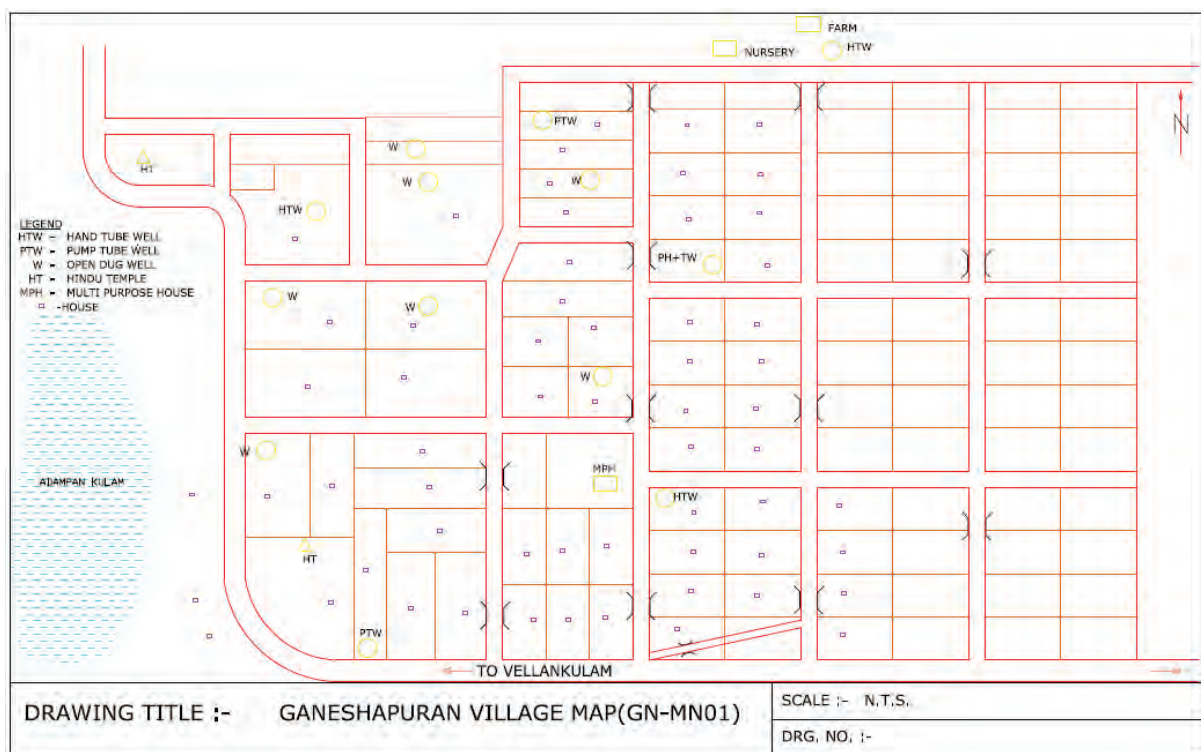 FARM
NURSERY
HTW
PTW
N
W
HT
W
W
HTW
LEGEND
HTW - HAND TUBE WELL
PTW - PUMP TUBE WELL
W - OPEN DUG WELL
HT - HINDU TEMPLE
MPH - MULTI PURPOSE HOUSE
-HOUSE
PH+TW
W
W
W
W
MPH
ADAMPAN KULAM
HTW
HT
PTW
TO VELLANKULAM
DRAWING TITLE :- GANESHAPURAN VILLAGE MAP(GN-MN01)
SCALE :- N.T.S.
DRG. NO. :-